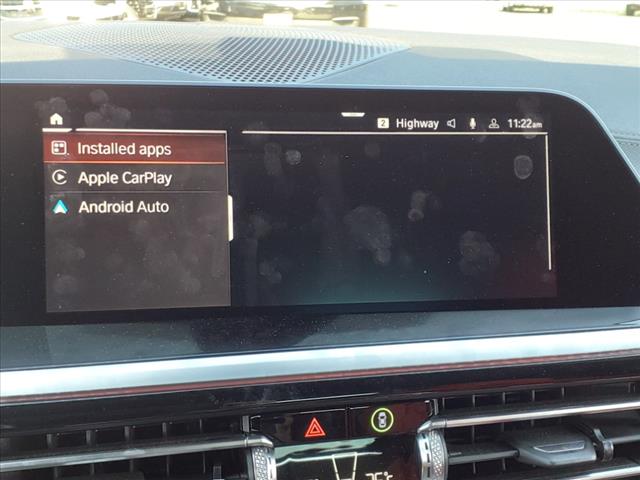 2 Highway 11:22am
Installed apps
Apple CarPlay
Android Auto